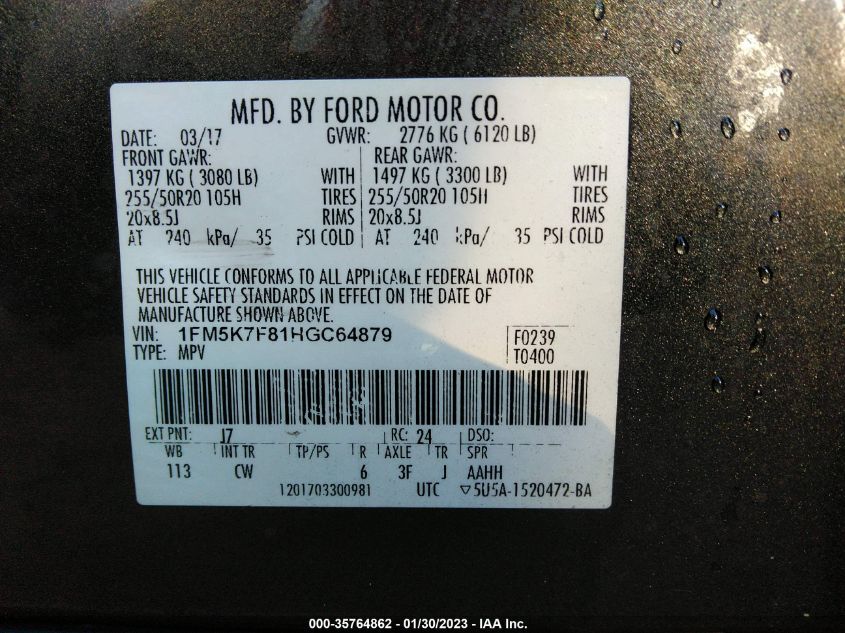 MFD. BY FORD MOTOR CO.
DATE: 03/17 GVWR: 2776 KG ( 6120 LB)
FRONT GAWR: REAR GAWR:
1397 KG ( 3080 LB) WITH 1497 KG ( 3300 LB) WITH
255/50R20 105H TIRES 255/50R20 105H TIRES
20x8.5J RIMS 20x8.5J RIMS
AT 240 kPa/ 35 PSI COLD AT 240 kPa/ 35 PSI COLD
THIS VEHICLE CONFORMS TO ALL APPLICABLE FEDERAL MOTOR
VEHICLE SAFETY STANDARDS IN EFFECT ON THE DATE OF
MANUFACTURE SHOWN ABOVE.
VIN: 1FM5K7F81HGC64879 F0239
TYPE: MPV T0400
EXT PNT: J7 RC: 24 DSO:
WB INT TR TP/PS R AXLE TR SPR
113 CW 6 3F J AAHH
1201703300981 UTC ▽5U5A-1520472-BA
000-35764862 - 01/30/2023 - IAA Inc.